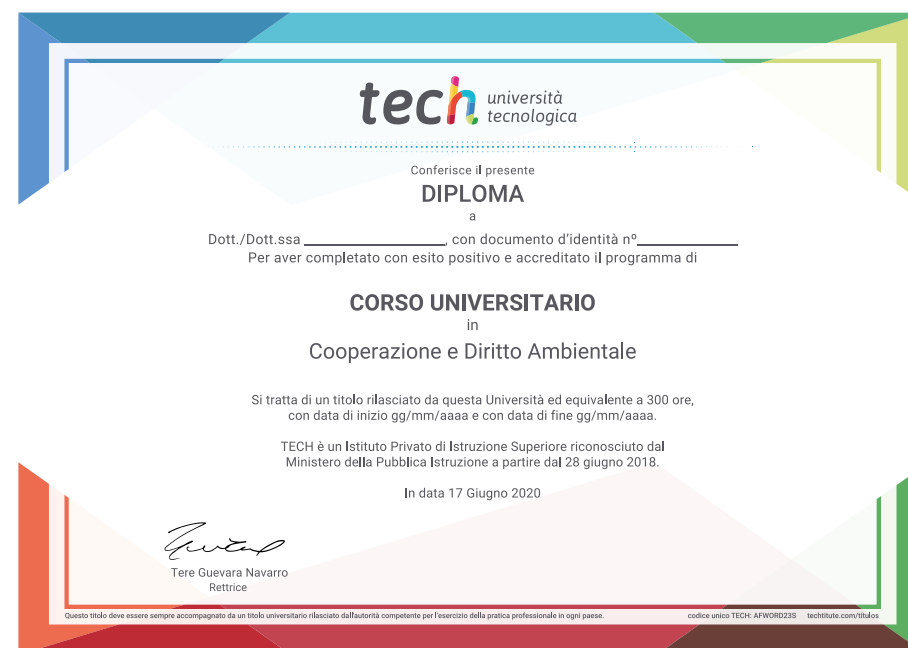 tech università
tecnologica
Conferisce il presente
DIPLOMA
a
Dott./Dott.ssa ____________________, con documento d'identità nº______________
Per aver completato con esito positivo e accreditato il programma di
CORSO UNIVERSITARIO
in
Cooperazione e Diritto Ambientale
Si tratta di un titolo rilasciato da questa Università ed equivalente a 300 ore,
con data di inizio gg/mm/aaaa e con data di fine gg/mm/aaaa.
TECH è un Istituto Privato di Istruzione Superiore riconosciuto dal
Ministero della Pubblica Istruzione a partire dal 28 giugno 2018.
In data 17 Giugno 2020
Tere Guevara Navarro
Rettrice
Questo titolo deve essere sempre accompagnato da un titolo universitario rilasciato dall'autorità competente per l'esercizio della pratica professionale in ogni paese. codice unico TECH: AFWORD23S techtitute.com/titulos